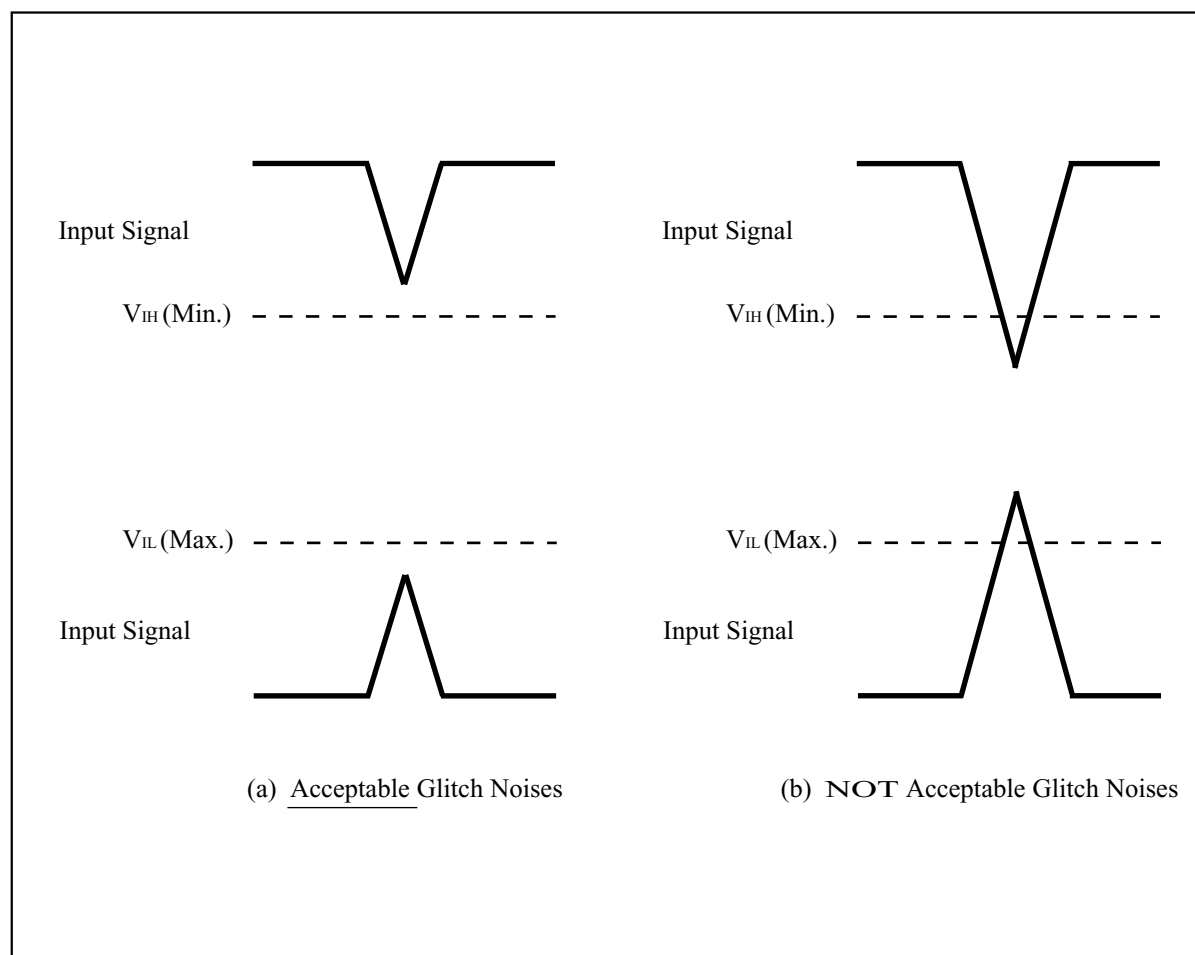 Input Signal
VIH (Min.)
VIL (Max.)
Input Signal
(a) Acceptable Glitch Noises
Input Signal
VIH (Min.)
VIL (Max.)
Input Signal
(b) NOT Acceptable Glitch Noises